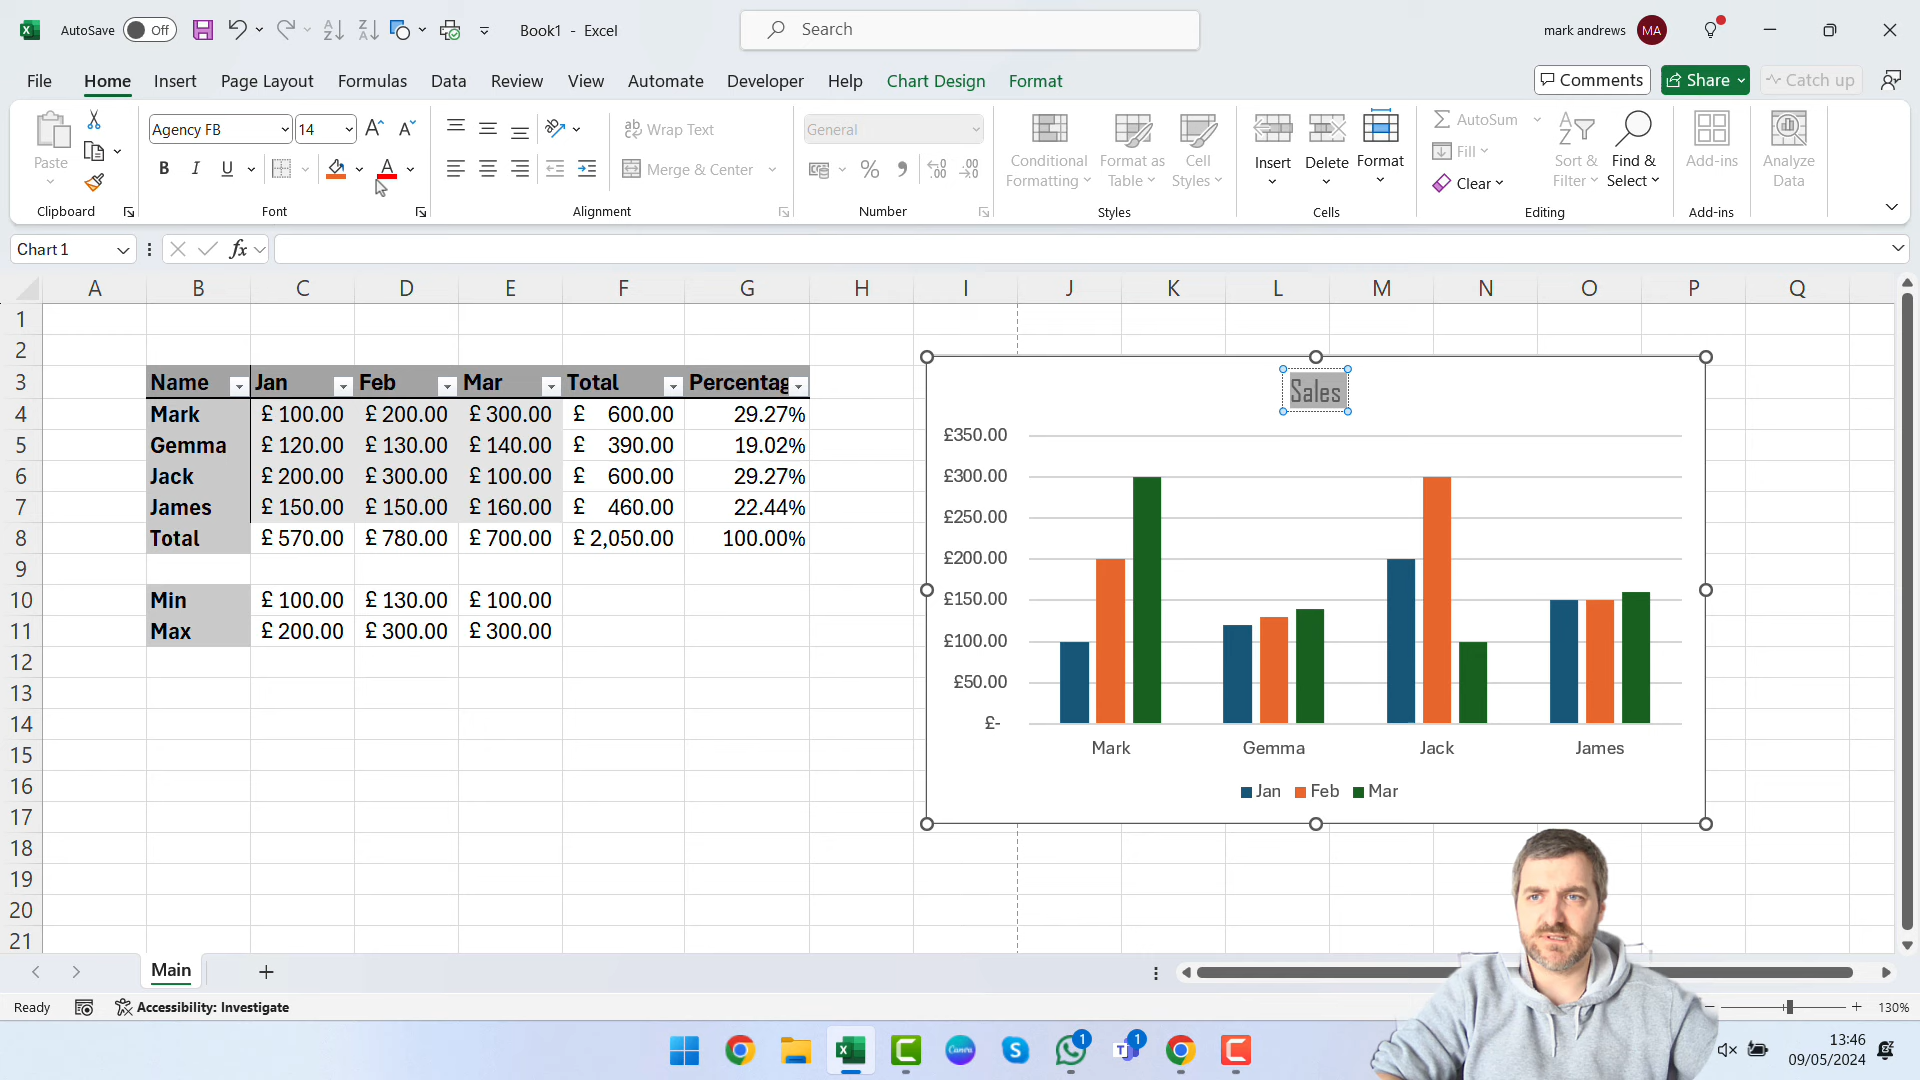 AutoSave Off Book1 - Excel Search mark andrews MA
File Home Insert Page Layout Formulas Data Review View Automate Developer Help Chart Design Format Comments Share Catch up
Paste Agency FB 14 A A Wrap Text General Conditional Formatting Format as Table Cell Styles Insert Delete Format AutoSum Fill Clear Sort & Filter Find & Select Add-ins Analyze Data
B I U A Merge & Center %
Clipboard Font Alignment Number Styles Cells Editing Add-ins
Chart 1 fx
A B C D E F G H I J K L M N O P Q
1
2
3 Name Jan Feb Mar Total Percentag
4 Mark £ 100.00 £ 200.00 £ 300.00 £ 600.00 29.27%
5 Gemma £ 120.00 £ 130.00 £ 140.00 £ 390.00 19.02%
6 Jack £ 200.00 £ 300.00 £ 100.00 £ 600.00 29.27%
7 James £ 150.00 £ 150.00 £ 160.00 £ 460.00 22.44%
8 Total £ 570.00 £ 780.00 £ 700.00 £ 2,050.00 100.00%
9
10 Min £ 100.00 £ 130.00 £ 100.00
11 Max £ 200.00 £ 300.00 £ 300.00
12
13
14
15
16
17
18
19
20
21
Sales
£350.00
£300.00
£250.00
£200.00
£150.00
£100.00
£50.00
£-
Mark Gemma Jack James
Jan Feb Mar
Main
Ready Accessibility: Investigate 130%
Canva 1 1 13:46
09/05/2024